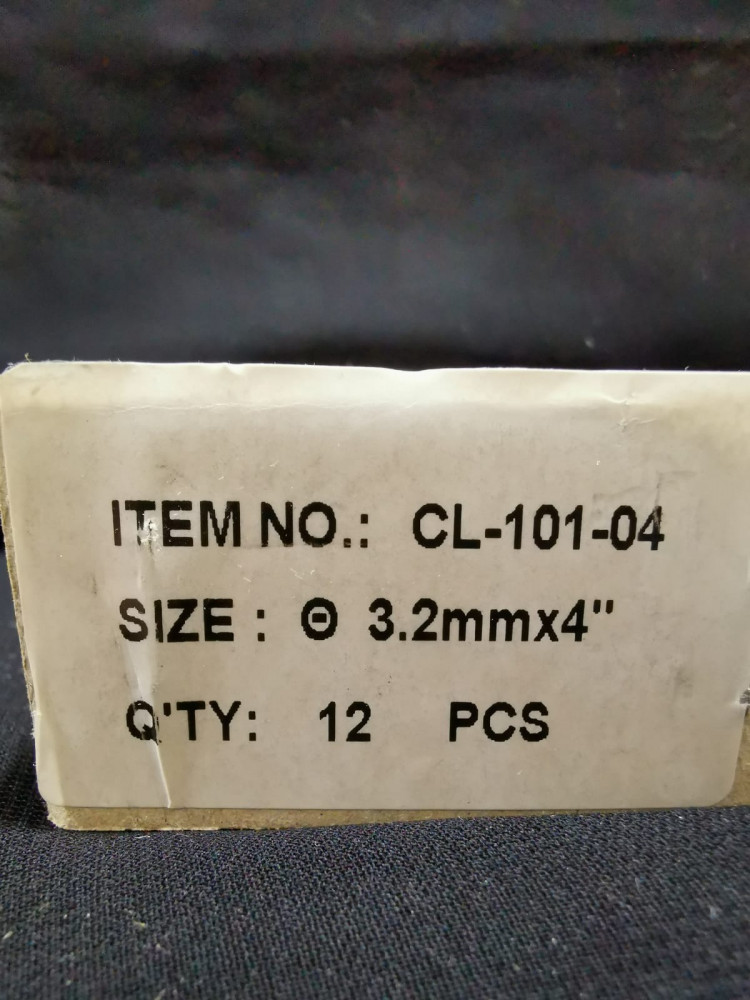 ITEM NO.: CL-101-04
SIZE : Θ 3.2mmx4"
Q'TY: 12 PCS